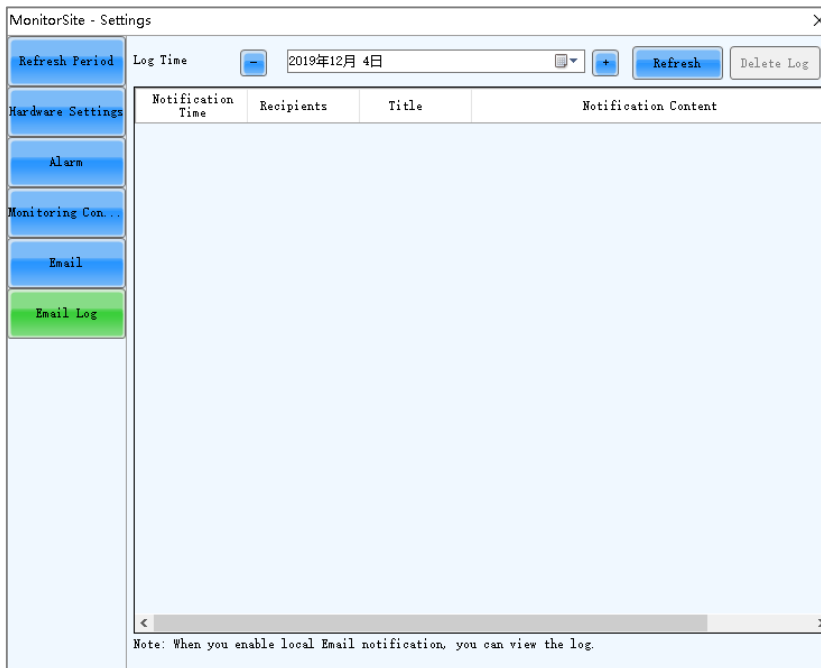 MonitorSite - Settings
Refresh Period
Log Time
-
2019年12月 4日
+
Refresh
Delete Log
Hardware Settings
Notification
Time
Recipients
Title
Notification Content
Alarm
Monitoring Con...
Email
Email Log
Note: When you enable local Email notification, you can view the log.